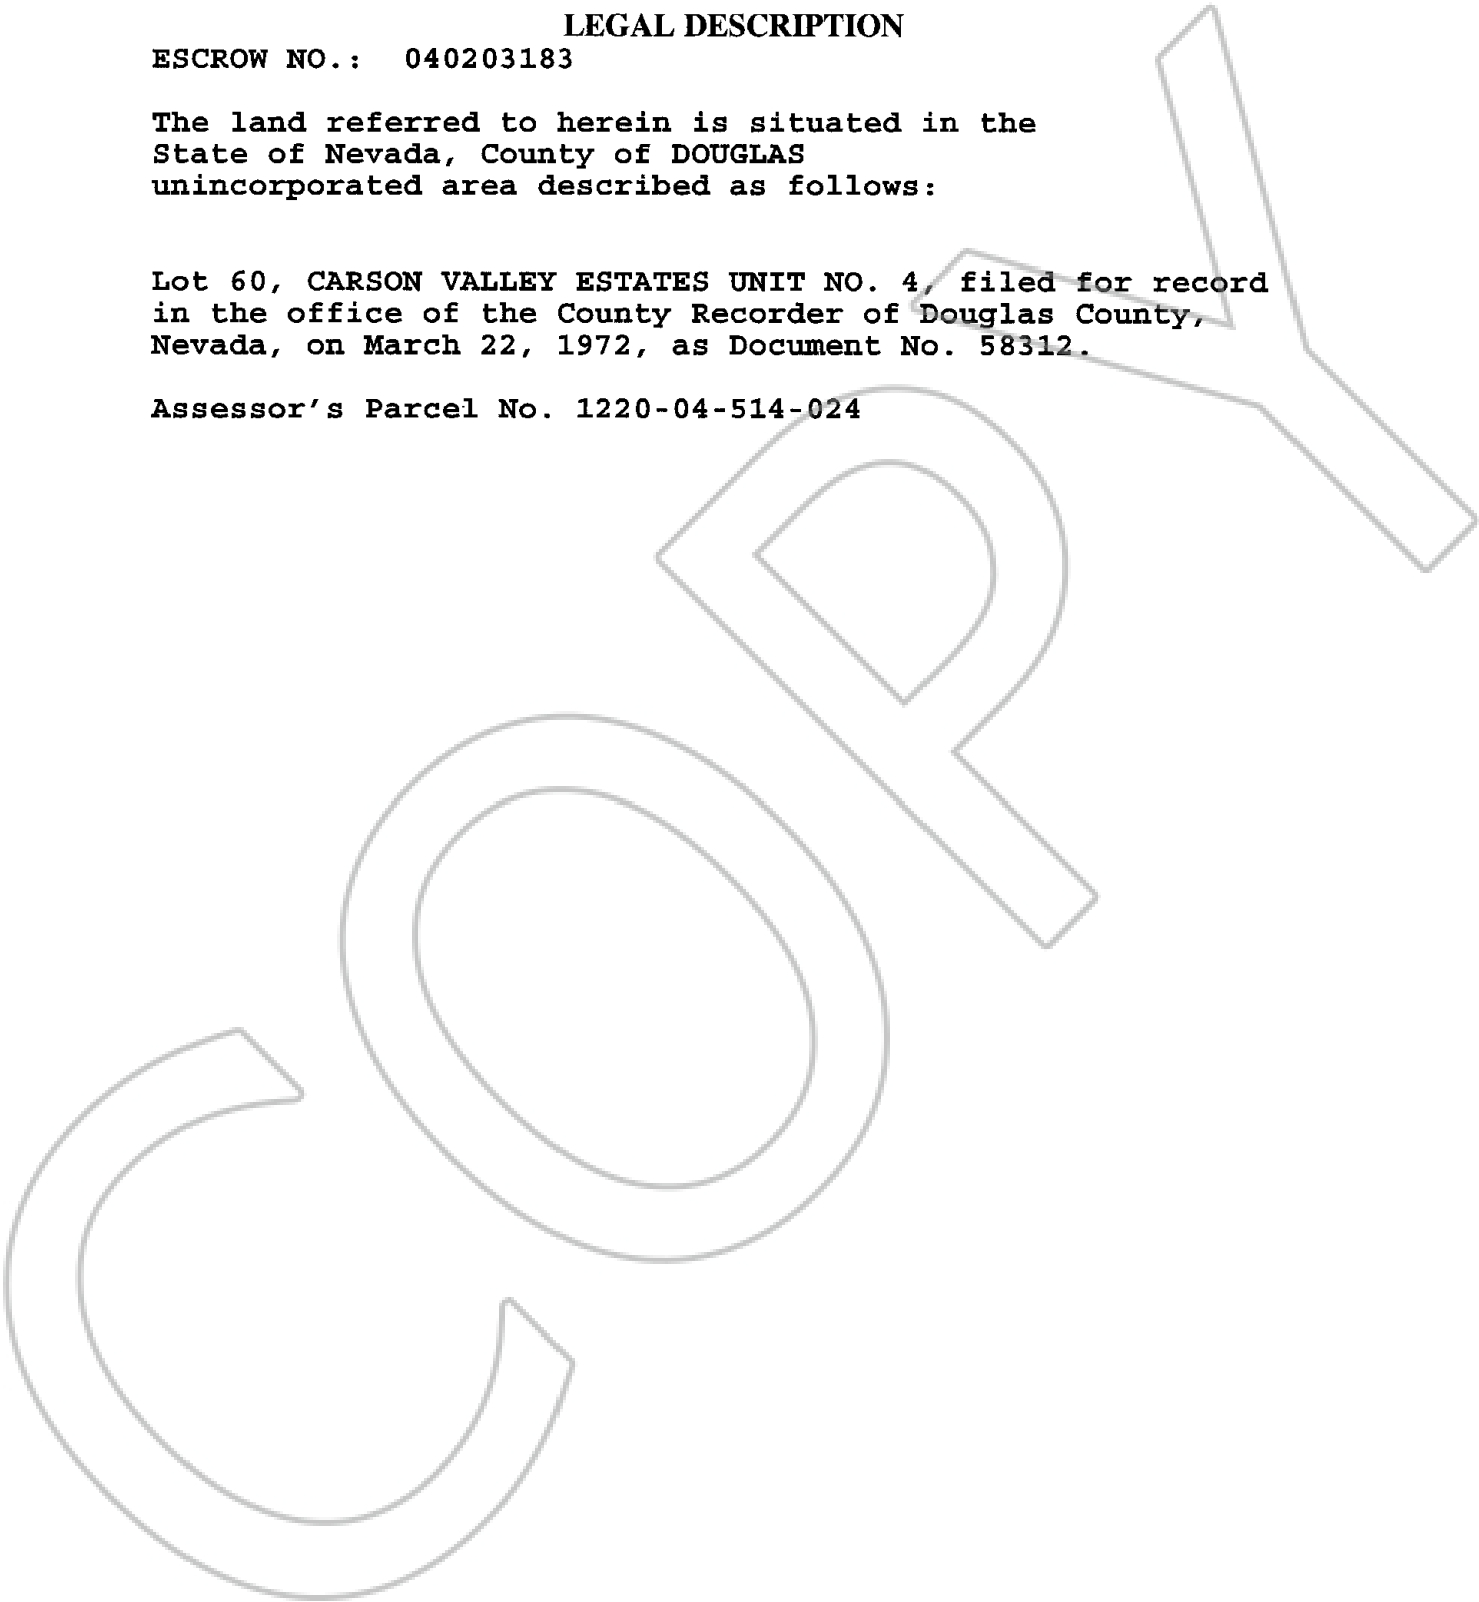 LEGAL DESCRIPTION
ESCROW NO.: 040203183
The land referred to herein is situated in the
State of Nevada, County of DOUGLAS
unincorporated area described as follows:
Lot 60, CARSON VALLEY ESTATES UNIT NO. 4, filed for record
in the office of the County Recorder of Douglas County,
Nevada, on March 22, 1972, as Document No. 58312.
Assessor's Parcel No. 1220-04-514-024
COPY